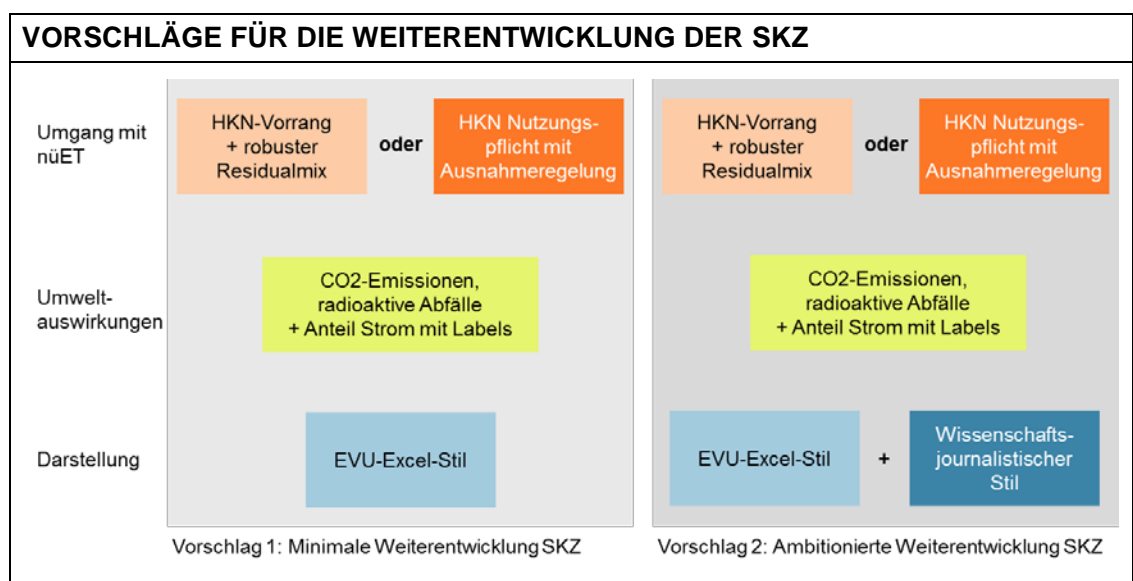 VORSCHLÄGE FÜR DIE WEITERENTWICKLUNG DER SKZ
Umgang mit
nüET
HKN-Vorrang
+ robuster
Residualmix
oder
HKN Nutzungs-
pflicht mit
Ausnahmeregelung
HKN-Vorrang
+ robuster
Residualmix
oder
HKN Nutzungs-
pflicht mit
Ausnahmeregelung
Umwelt-
auswirkungen
CO2-Emissionen,
radioaktive Abfälle
+ Anteil Strom mit Labels
CO2-Emissionen,
radioaktive Abfälle
+ Anteil Strom mit Labels
Darstellung
EVU-Excel-Stil
EVU-Excel-Stil
+
Wissenschafts-
journalistischer
Stil
Vorschlag 1: Minimale Weiterentwicklung SKZ
Vorschlag 2: Ambitionierte Weiterentwicklung SKZ